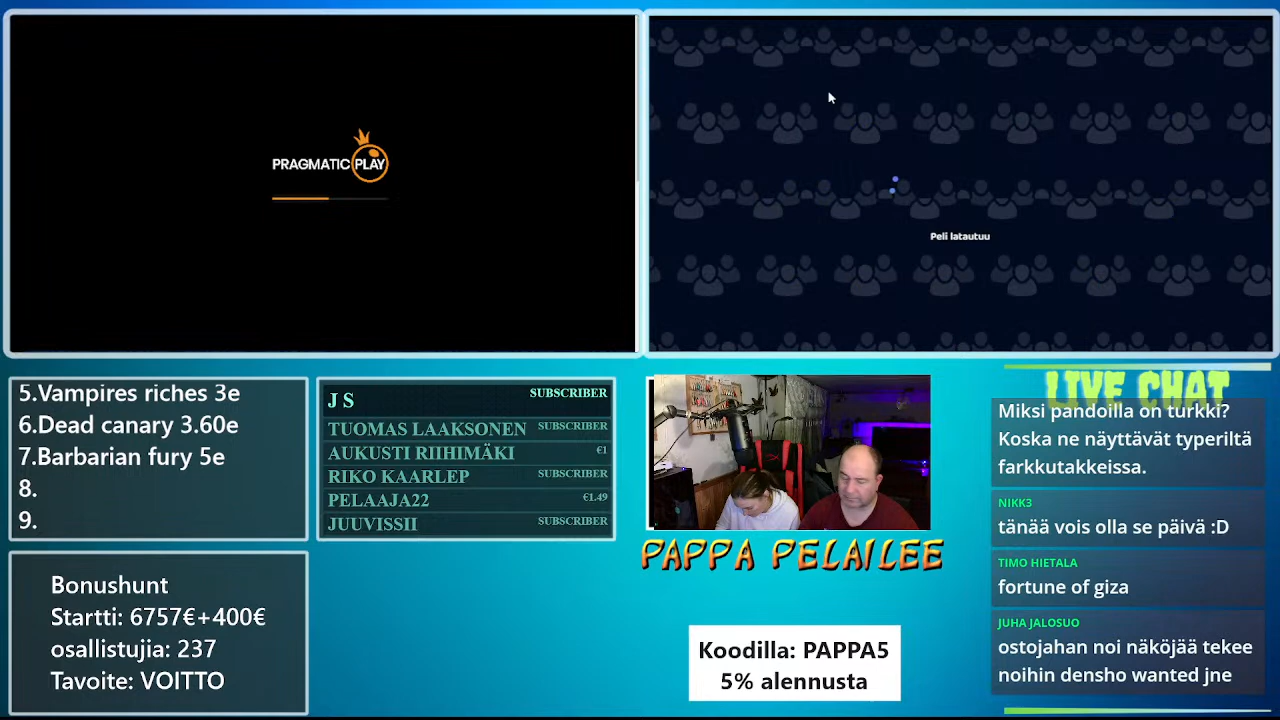 PRAGMATIC PLAY
Peli latautuu
5.Vampires riches 3e
6.Dead canary 3.60e
7.Barbarian fury 5e
8.
9.
J S SUBSCRIBER
TUOMAS LAAKSONEN SUBSCRIBER
AUKUSTI RIIHIMÄKI €1
RIKO KAARLEP SUBSCRIBER
PELAAJA22 €1.49
JUUVISSII SUBSCRIBER
Bonushunt
Startti: 6757€+400€
osallistujia: 237
Tavoite: VOITTO
PAPPA PELAILEE
Koodilla: PAPPA5
5% alennusta
LIVE CHAT
Miksi pandoilla on turkki?
Koska ne näyttävät typeriltä
farkkutakkeissa.
NIKK3
tänää vois olla se päivä :D
TIMO HIETALA
fortune of giza
JUHA JALOSUO
ostojahan noi näköjää tekee
noihin densho wanted jne